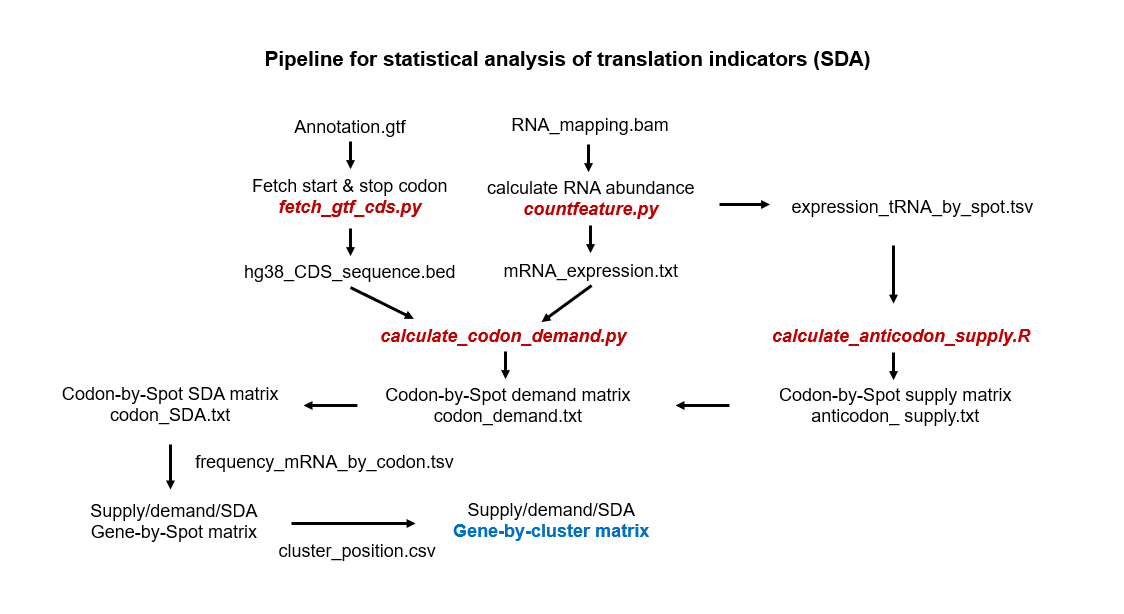 Pipeline for statistical analysis of translation indicators (SDA)
Annotation.gtf
RNA_mapping.bam
Fetch start & stop codon
fetch_gtf_cds.py
calculate RNA abundance
countfeature.py
expression_tRNA_by_spot.tsv
hg38_CDS_sequence.bed
mRNA_expression.txt
calculate_codon_demand.py
calculate_anticodon_supply.R
Codon-by-Spot SDA matrix
codon_SDA.txt
Codon-by-Spot demand matrix
codon_demand.txt
Codon-by-Spot supply matrix
anticodon_ supply.txt
frequency_mRNA_by_codon.tsv
Supply/demand/SDA
Gene-by-Spot matrix
cluster_position.csv
Supply/demand/SDA
Gene-by-cluster matrix